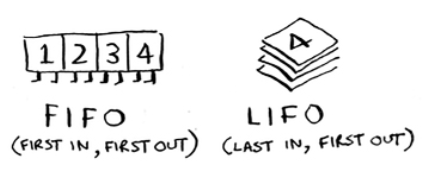 1 2 3 4
4
FIFO
LIFO
(FIRST IN, FIRST OUT)
(LAST IN, FIRST OUT)